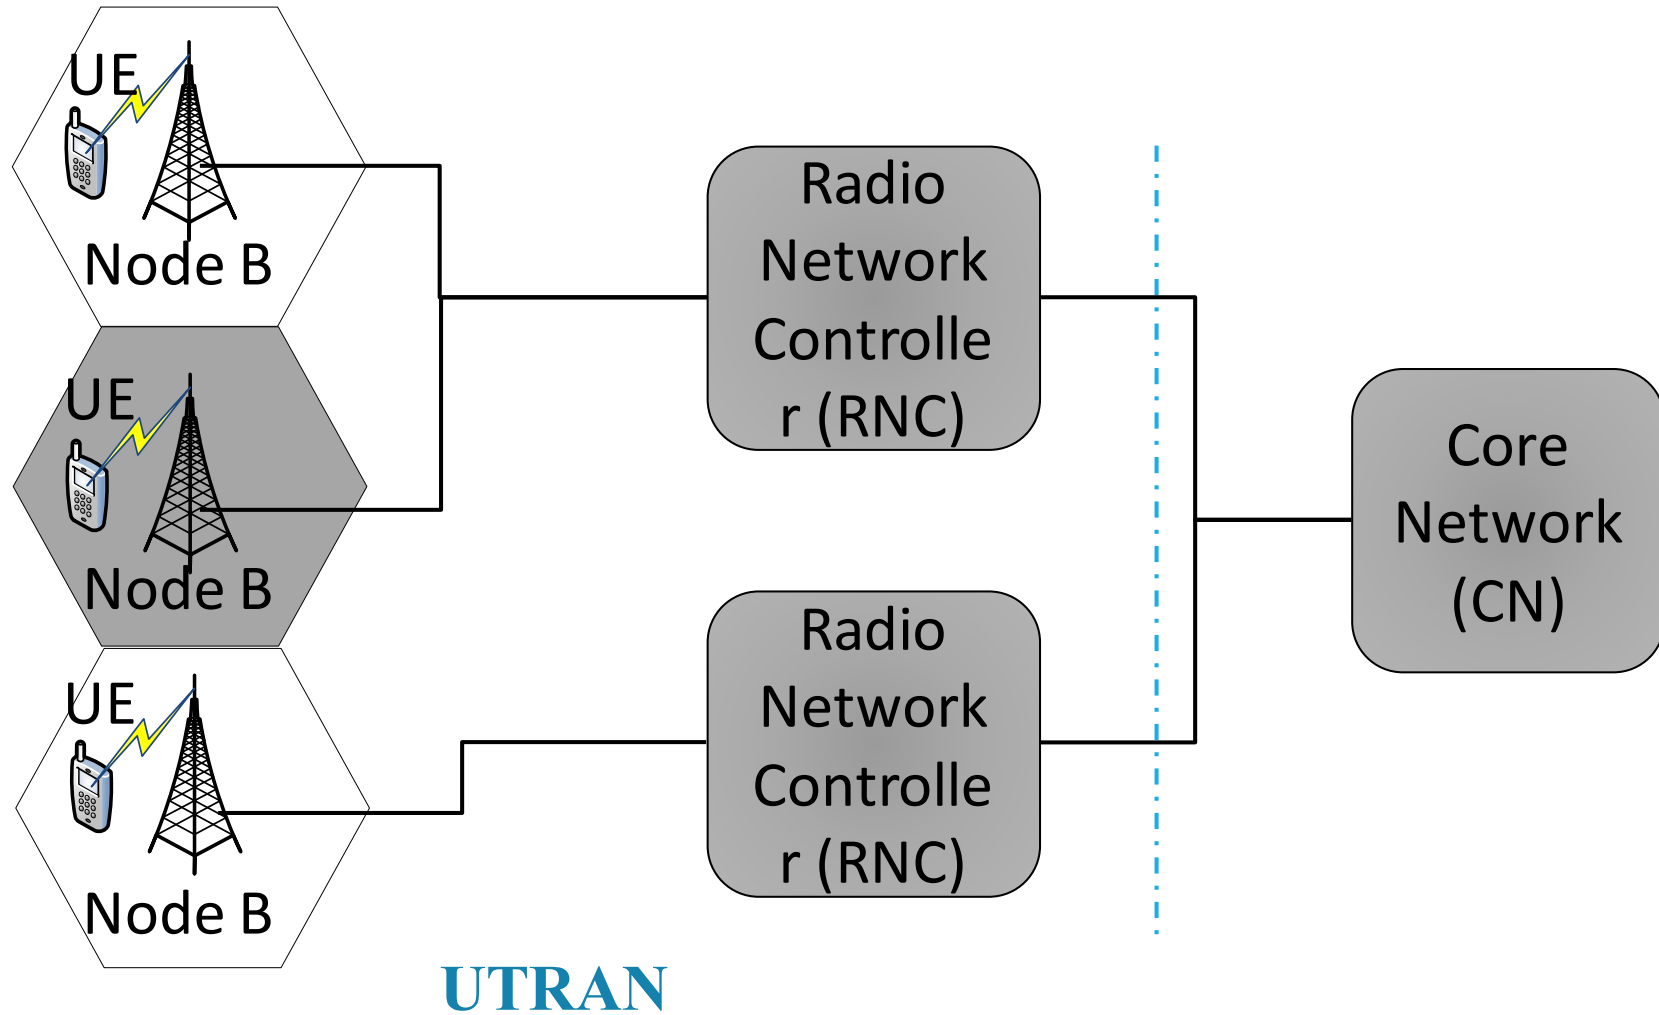 UE
Node B
UE
Node B
UE
Node B
Radio
Network
Controlle
r (RNC)
Radio
Network
Controlle
r (RNC)
Core
Network
(CN)
UTRAN